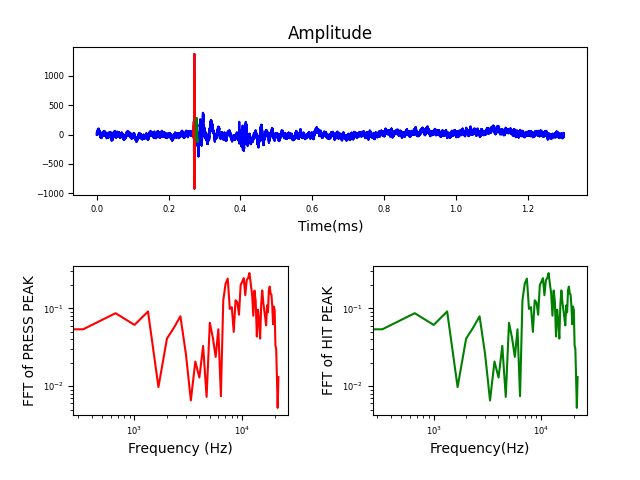 Amplitude
1000
500
0
−500
−1000
0.0 0.2 0.4 0.6 0.8 1.0 1.2
Time(ms)
FFT of PRESS PEAK
10⁻¹
10⁻²
10³ 10⁴
Frequency (Hz)
FFT of HIT PEAK
10⁻¹
10⁻²
10³ 10⁴
Frequency(Hz)